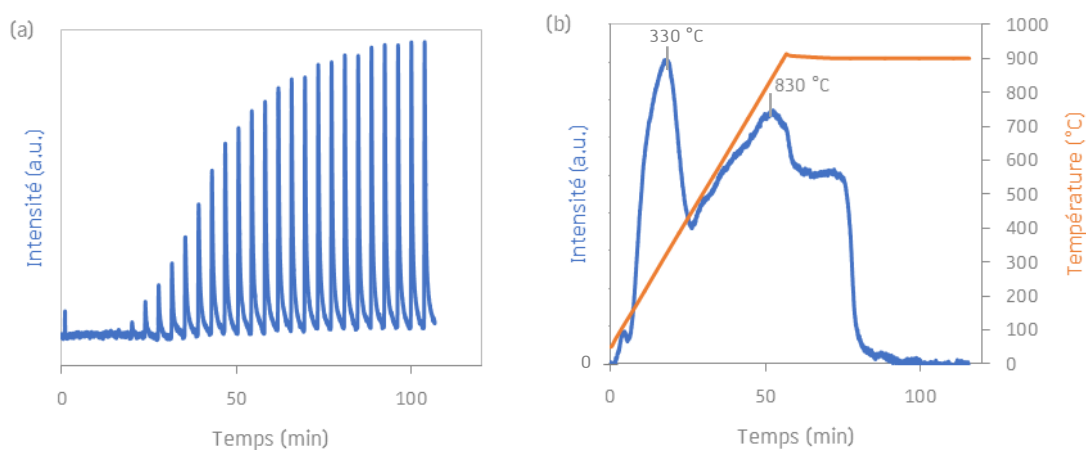 (a)
Intensité (a.u.)
0
50
100
Temps (min)
(b)
330 °C
830 °C
Intensité (a.u.)
0
0
50
100
Temps (min)
1000
900
800
700
600
500
400
300
200
100
0
Température (°C)